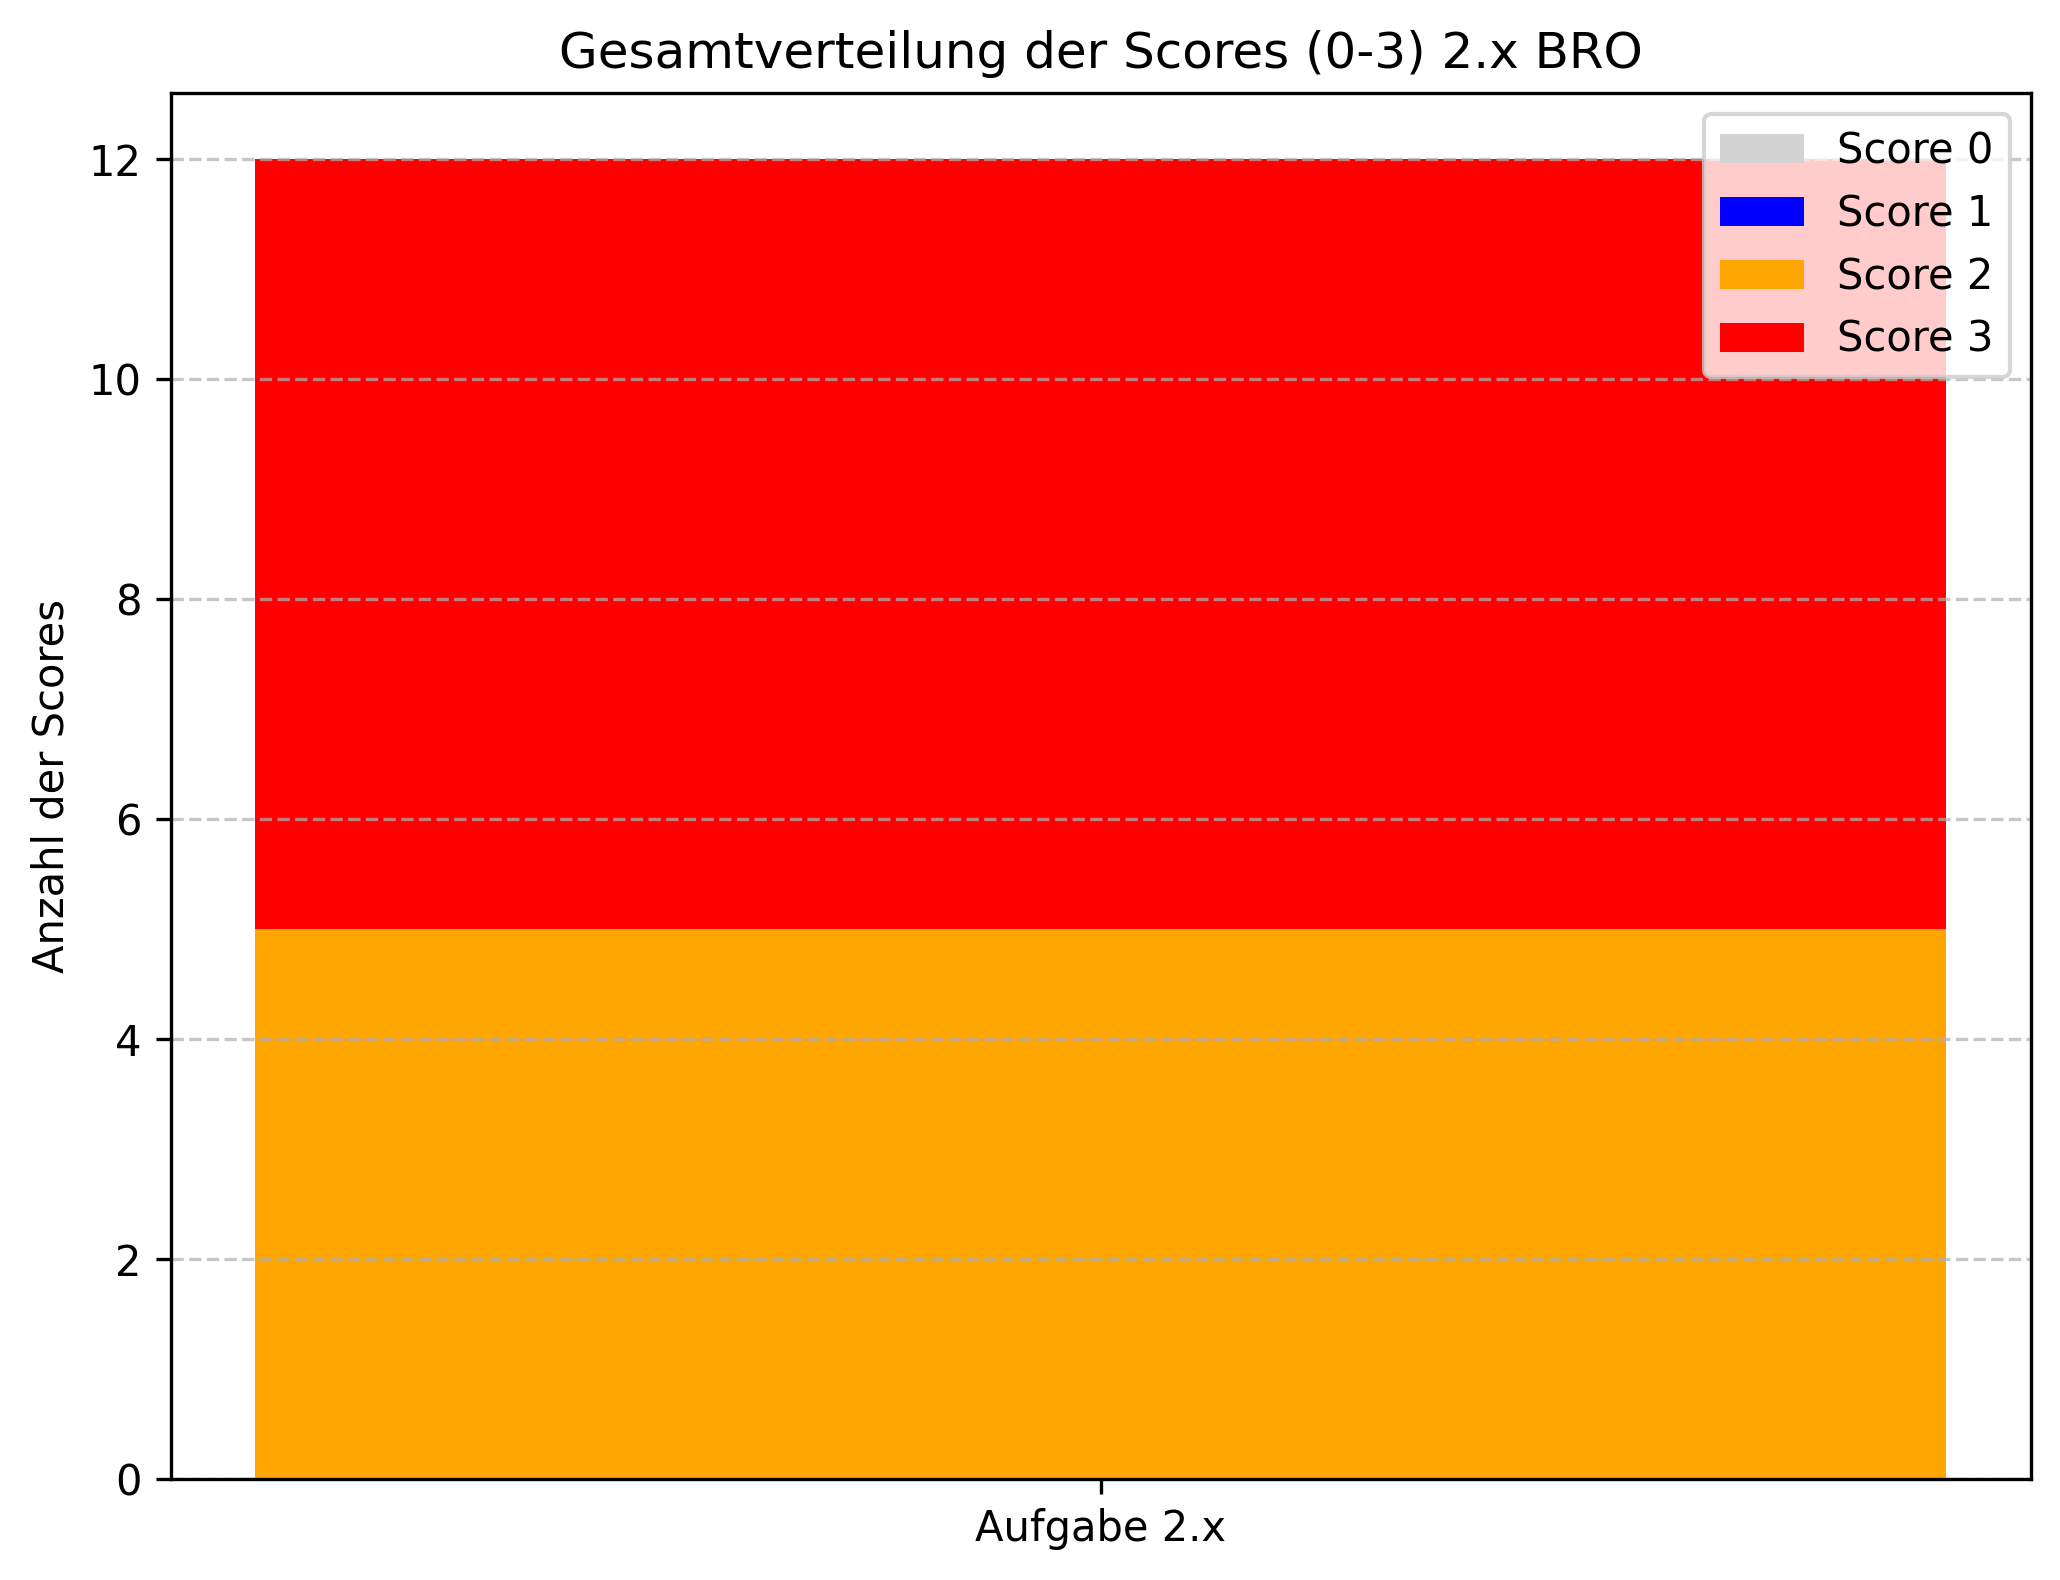 Gesamtverteilung der Scores (0-3) 2.x BRO
Score 0
Score 1
Score 2
Score 3
12
10
8
6
4
2
0
Anzahl der Scores
Aufgabe 2.x